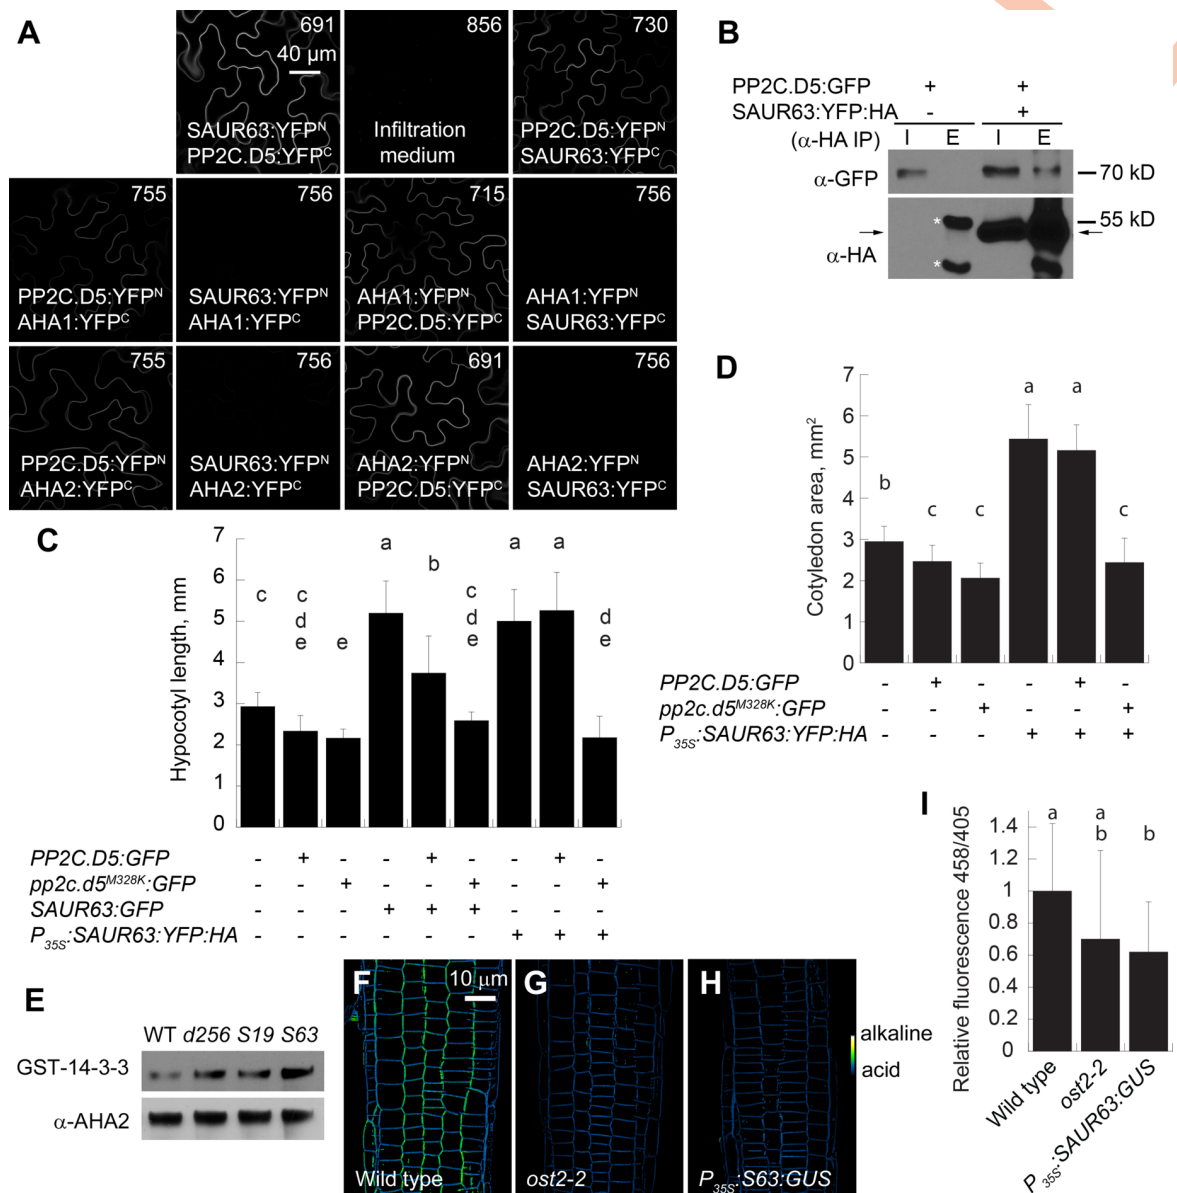 A
691
40 µm
SAUR63:YFPᴺ
PP2C.D5:YFPᶜ
856
Infiltration
medium
730
PP2C.D5:YFPᴺ
SAUR63:YFPᶜ
755
PP2C.D5:YFPᴺ
AHA1:YFPᶜ
756
SAUR63:YFPᴺ
AHA1:YFPᶜ
715
AHA1:YFPᴺ
PP2C.D5:YFPᶜ
756
AHA1:YFPᴺ
SAUR63:YFPᶜ
755
PP2C.D5:YFPᴺ
AHA2:YFPᶜ
756
SAUR63:YFPᴺ
AHA2:YFPᶜ
691
AHA2:YFPᴺ
PP2C.D5:YFPᶜ
756
AHA2:YFPᴺ
SAUR63:YFPᶜ
B
PP2C.D5:GFP + +
SAUR63:YFP:HA - +
(α-HA IP) I E I E
α-GFP
70 kD
*
55 kD
α-HA
*
C
Hypocotyl length, mm
7
6
5
4
3
2
1
0
c
c
d
e
e
a
b
c
d
e
a
a
d
e
PP2C.D5:GFP - + - - + - - + -
pp2c.d5ᴹ³²⁸ᴷ:GFP - - + - - + - - +
SAUR63:GFP - - - + + + - - -
P₃₅S:SAUR63:YFP:HA - - - - - - + + +
D
Cotyledon area, mm²
7
6
5
4
3
2
1
0
b
c
c
a
a
c
PP2C.D5:GFP - + - - + -
pp2c.d5ᴹ³²⁸ᴷ:GFP - - + - - +
P₃₅S:SAUR63:YFP:HA - - - + + +
E
WT d256 S19 S63
GST-14-3-3
α-AHA2
F
10 µm
Wild type
G
ost2-2
H
P₃₅S:S63:GUS
alkaline
acid
I
Relative fluorescence 458/405
1.4
1.2
1
0.8
0.6
0.4
0.2
0
a
a
b
b
Wild type
ost2-2
P₃₅S:SAUR63:GUS